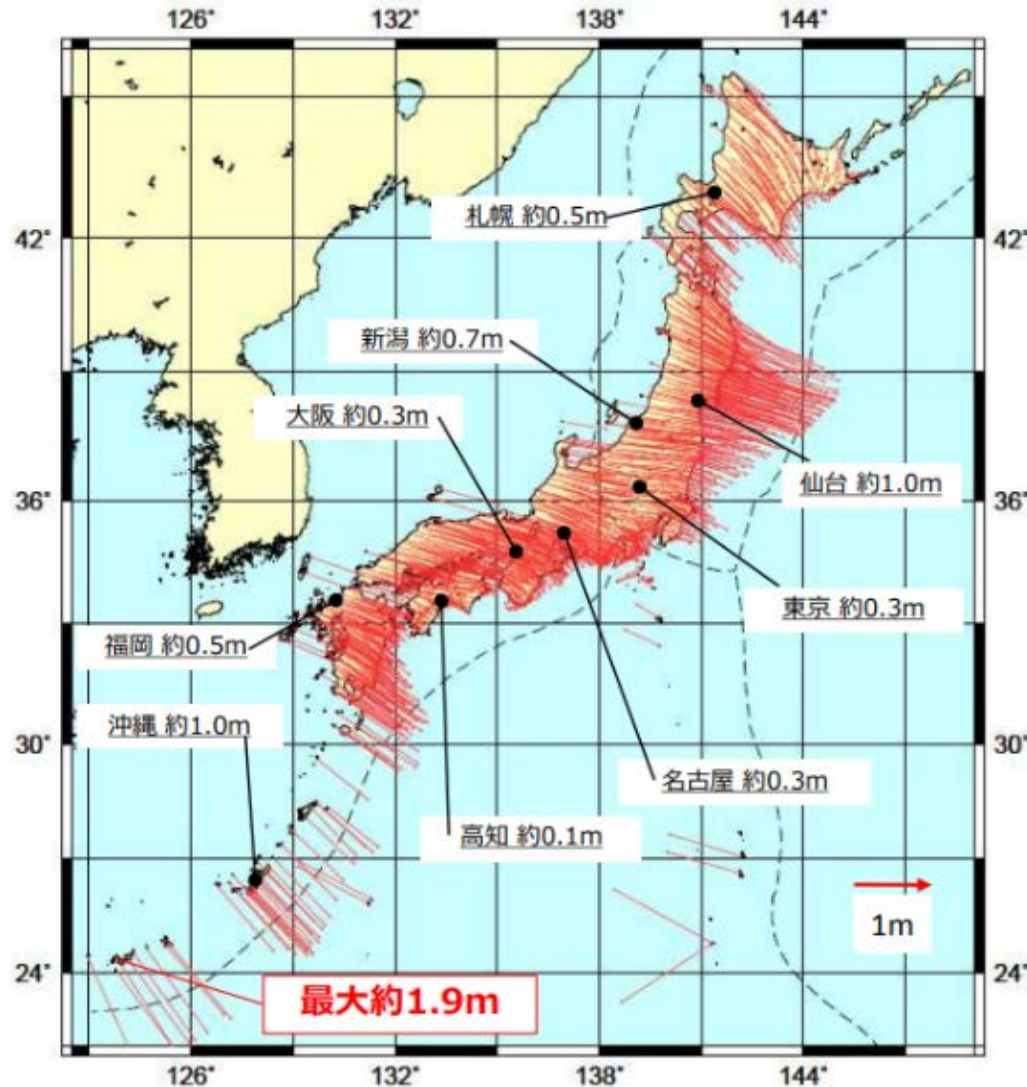 126° 132° 138° 144°
札幌 約0.5m
42° 42°
新潟 約0.7m
大阪 約0.3m
仙台 約1.0m
36° 36°
東京 約0.3m
福岡 約0.5m
沖縄 約1.0m
30° 30°
名古屋 約0.3m
高知 約0.1m
1m
24° 24°
最大約1.9m
126° 132° 138° 144°